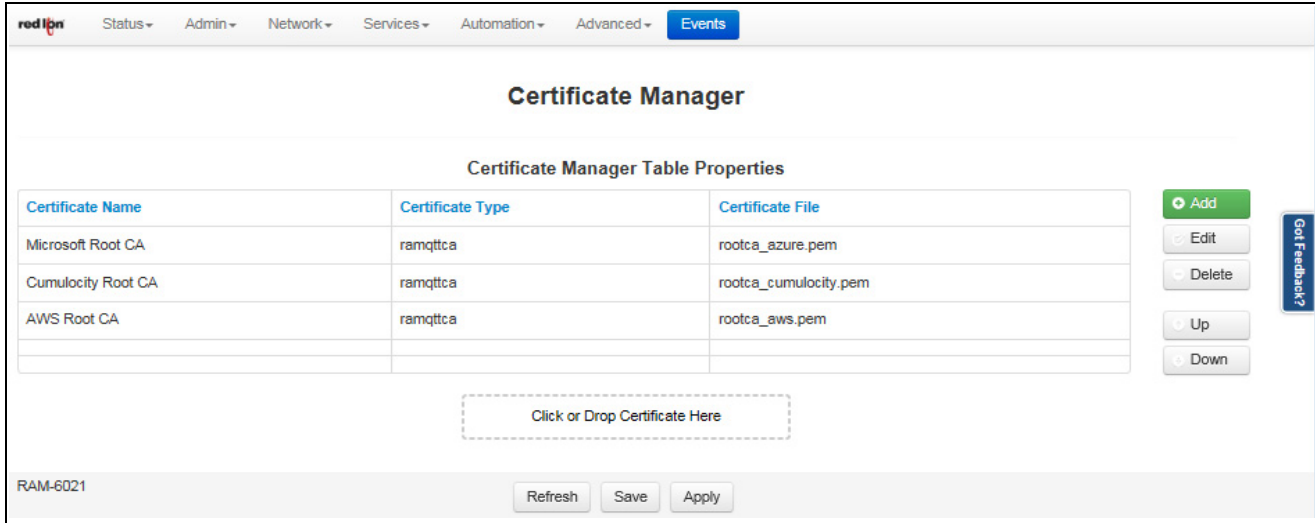 red lion Status Admin Network Services Automation Advanced Events
Certificate Manager
Certificate Manager Table Properties
Certificate Name Certificate Type Certificate File
Microsoft Root CA ramqttca rootca_azure.pem
Cumulocity Root CA ramqttca rootca_cumulocity.pem
AWS Root CA ramqttca rootca_aws.pem
Add
Edit
Delete
Up
Down
Got Feedback?
Click or Drop Certificate Here
RAM-6021
Refresh Save Apply